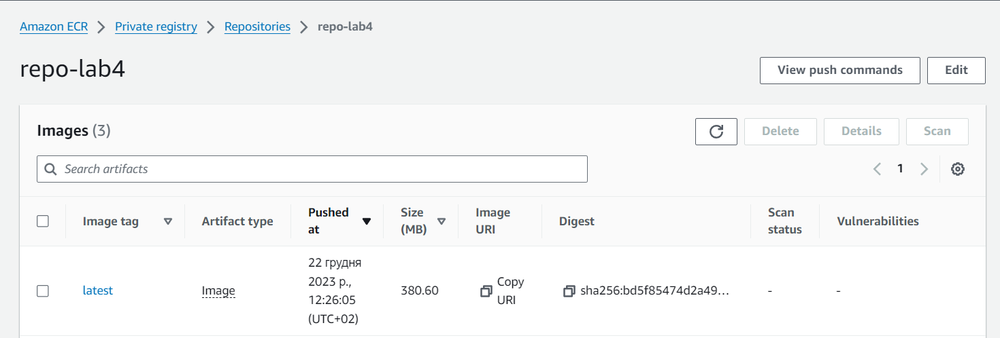 Amazon ECR > Private registry > Repositories > repo-lab4
repo-lab4
View push commands
Edit
Images (3)
Delete
Details
Scan
Search artifacts
1
Image tag
Artifact type
Pushed
at
Size
(MB)
Image
URI
Digest
Scan
status
Vulnerabilities
latest
Image
22 грудня
2023 р.,
12:26:05
(UTC+02)
380.60
Copy
URI
sha256:bd5f85474d2a49...
-
-